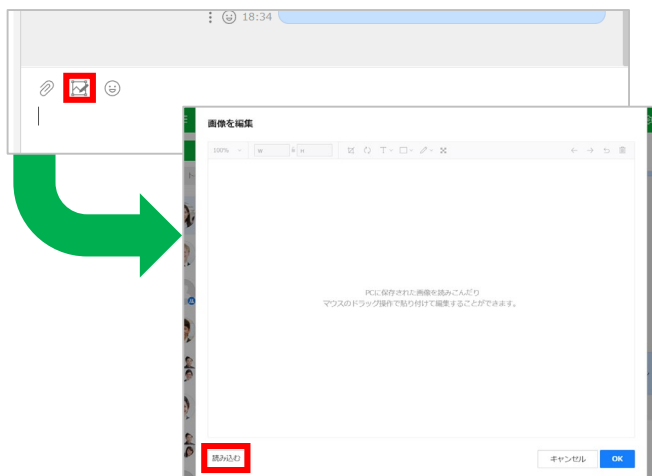 18:34
画像を編集
100%
W
H
T
PCに保存された画像を読みこんだり
マウスのドラッグ操作で貼り付けて編集することができます。
読み込む
キャンセル
OK